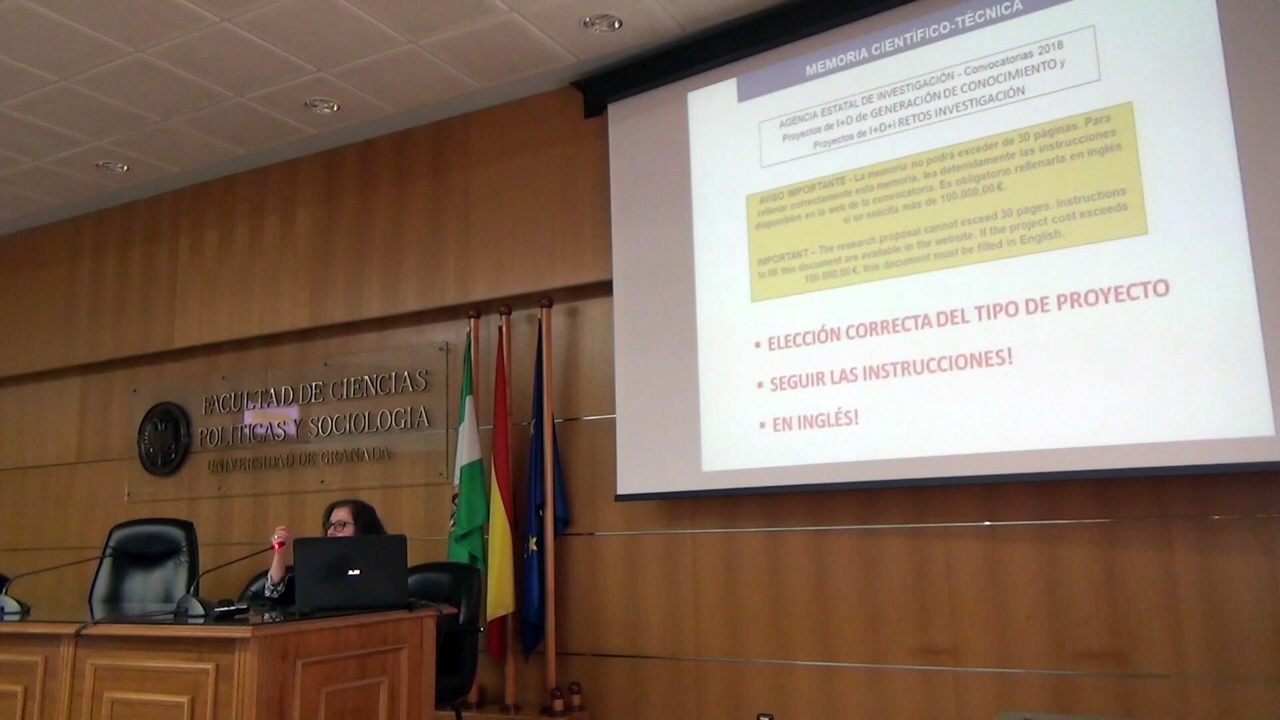 MEMORIA CIENTÍFICO-TÉCNICA
AGENCIA ESTATAL DE INVESTIGACIÓN - Convocatorias 2018
Proyectos de I+D de GENERACIÓN DE CONOCIMIENTO y
Proyectos de I+D+i RETOS INVESTIGACIÓN
AVISO IMPORTANTE - La memoria no podrá exceder de 30 páginas. Para
rellenar correctamente esta memoria, lea detenidamente las instrucciones
disponibles en la web de la convocatoria. Es obligatorio rellenarla en inglés
si se solicita más de 100.000,00 €.
IMPORTANT – The research proposal cannot exceed 30 pages. Instructions
to fill this document are available in the website. If the project cost exceeds
100.000,00 €, this document must be filled in English.
▪ ELECCIÓN CORRECTA DEL TIPO DE PROYECTO
▪ SEGUIR LAS INSTRUCCIONES!
▪ EN INGLÉS!
FACULTAD DE CIENCIAS
POLITICAS Y SOCIOLOGIA
UNIVERSIDAD DE GRANADA